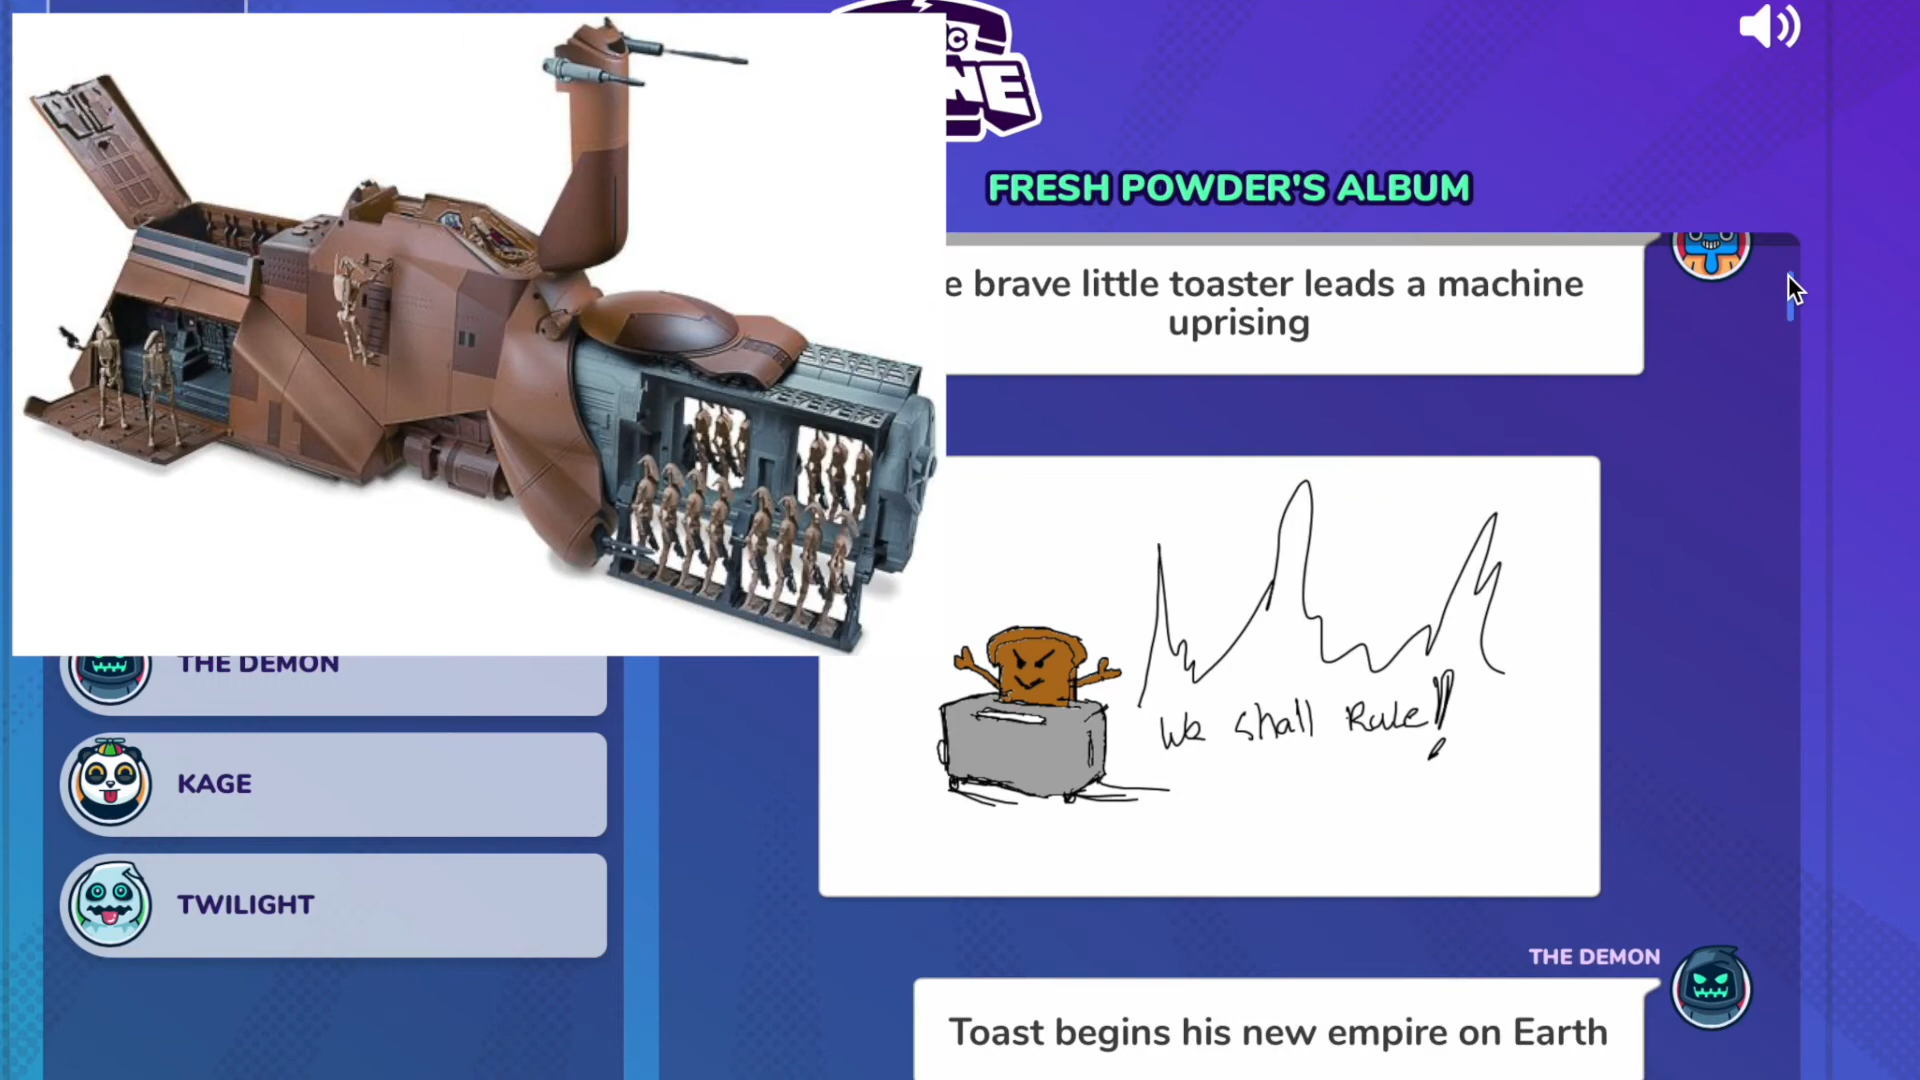 C
NE
FRESH POWDER'S ALBUM
e brave little toaster leads a machine
uprising
We shall Rule!!
THE DEMON
KAGE
TWILIGHT
THE DEMON
Toast begins his new empire on Earth